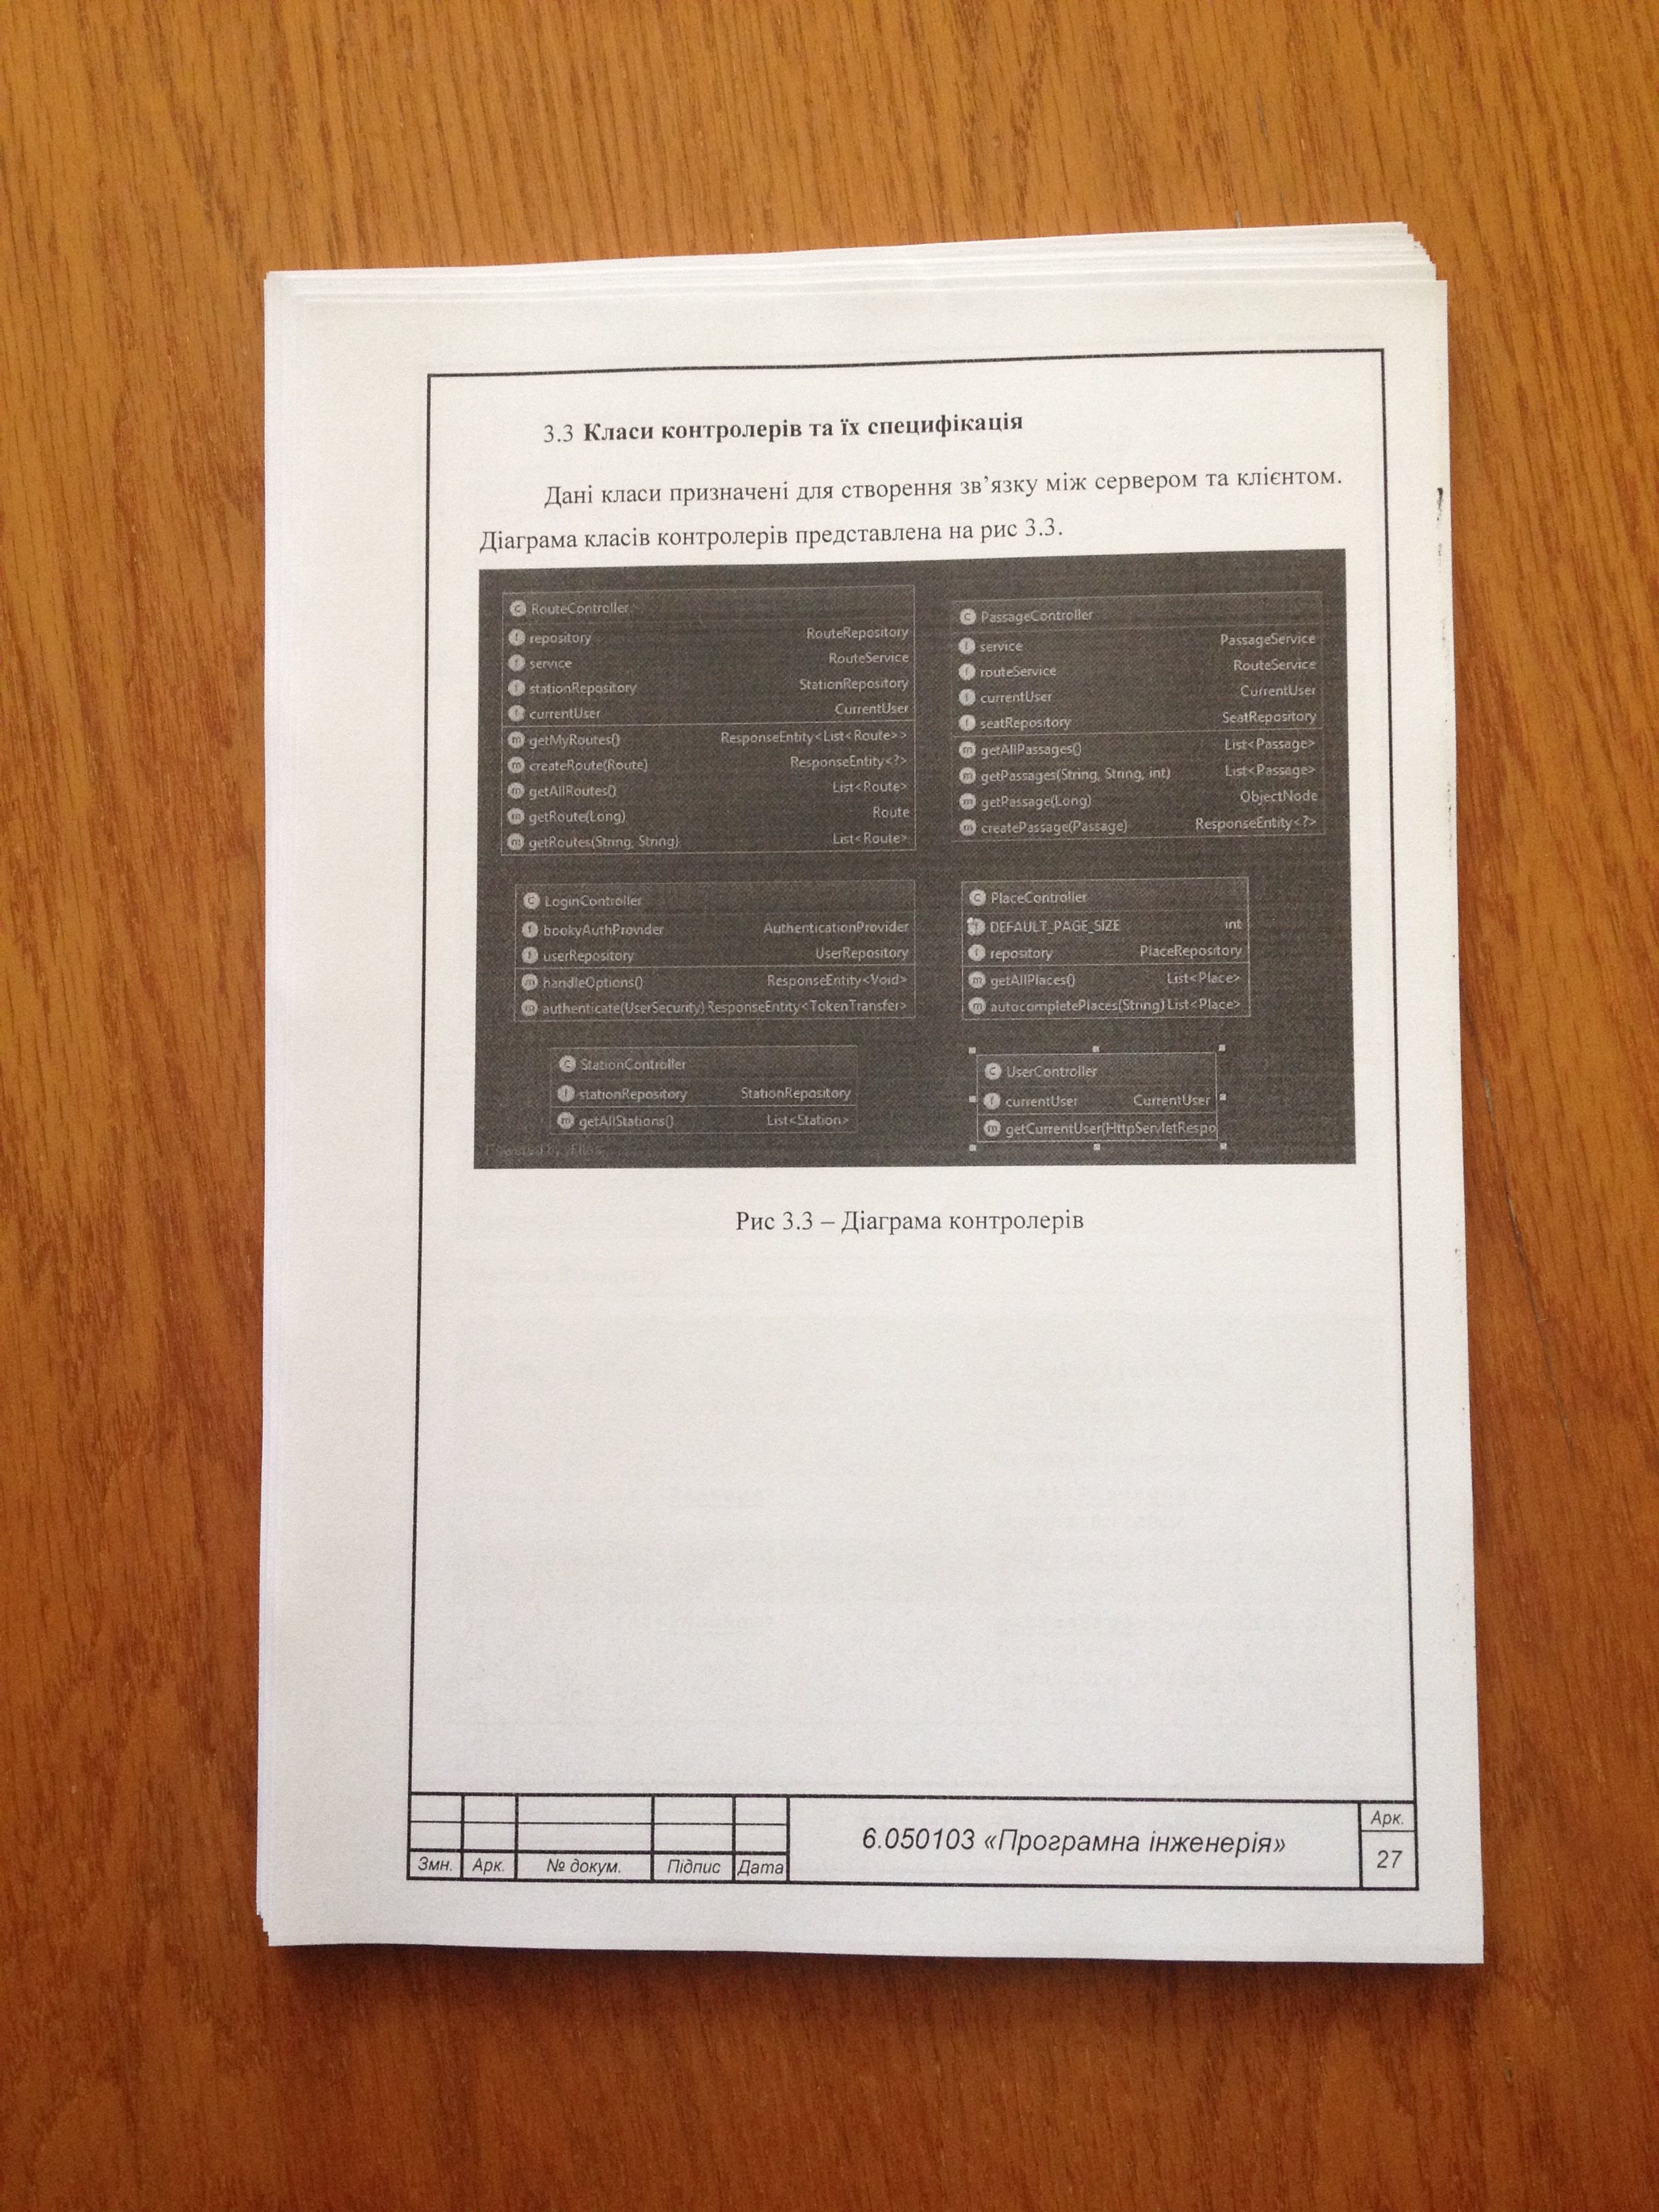 3.3 Класи контролерів та їх специфікація
Дані класи призначені для створення зв’язку між сервером та клієнтом.
Діаграма класів контролерів представлена на рис 3.3.
RouteController
repository RouteRepository
service RouteService
stationRepository StationRepository
currentUser CurrentUser
getMyRoutes() ResponseEntity<List<Route>>
createRoute(Route) ResponseEntity<?>
getAllRoutes() List<Route>
getRoute(Long) Route
getRoutes(String, String) List<Route>
PassageController
service PassageService
routeService RouteService
currentUser CurrentUser
seatRepository SeatRepository
getAllPassages() List<Passage>
getPassages(String, String, int) List<Passage>
getPassage(Long) ObjectNode
createPassage(Passage) ResponseEntity<?>
LoginController
bookyAuthProvider AuthenticationProvider
userRepository UserRepository
handleOptions() ResponseEntity<Void>
authenticate(UserSecurity) ResponseEntity<TokenTransfer>
PlaceController
DEFAULT_PAGE_SIZE int
repository PlaceRepository
getAllPlaces() List<Place>
autocompletePlaces(String) List<Place>
StationController
stationRepository StationRepository
getAllStations() List<Station>
UserController
currentUser CurrentUser
getCurrentUser(HttpServletRespo
Powered by yFiles
Рис 3.3 – Діаграма контролерів
Змн. Арк. № докум. Підпис Дата
6.050103 «Програмна інженерія»
Арк.
27